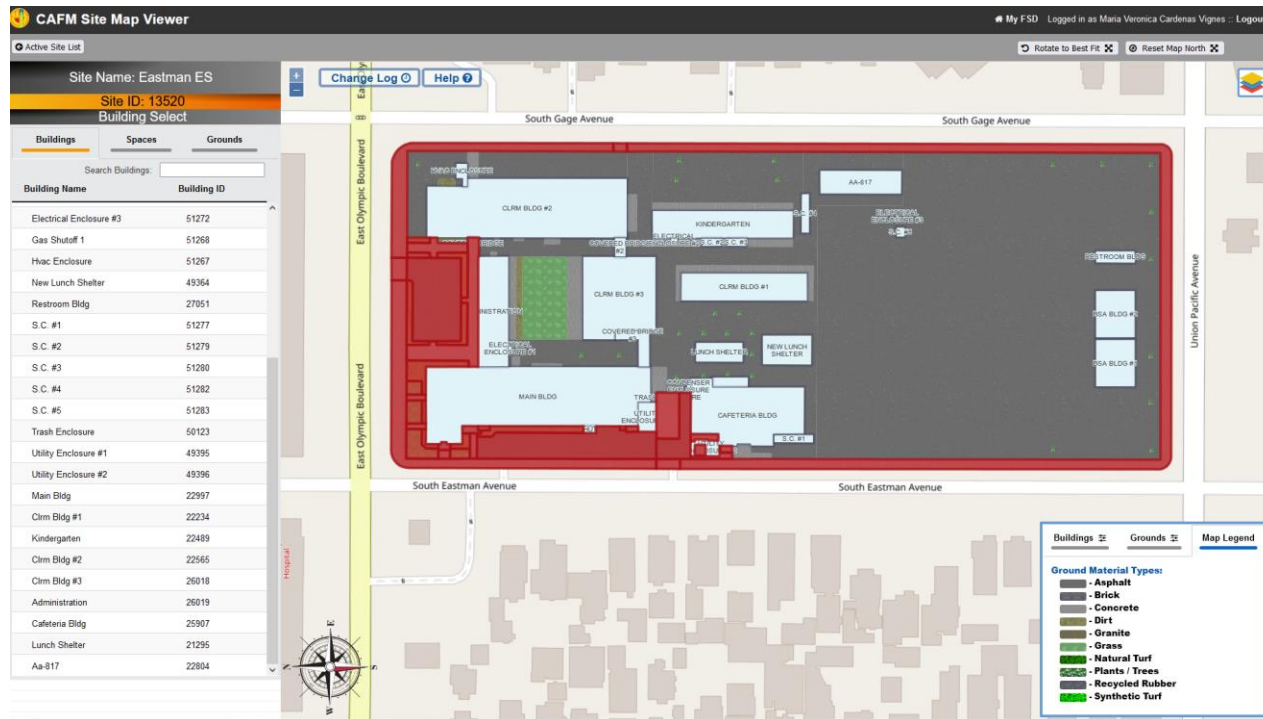 CAFM Site Map Viewer
My FSD Logged in as Maria Veronica Cardenas Vignes :: Logou
Active Site List
Rotate to Best Fit
Reset Map North
Site Name: Eastman ES
Site ID: 13520
Building Select
Buildings Spaces Grounds
Search Buildings:
Building Name Building ID
Electrical Enclosure #3 51272
Gas Shutoff 1 51268
Hvac Enclosure 51267
New Lunch Shelter 49364
Restroom Bldg 27051
S.C. #1 51277
S.C. #2 51279
S.C. #3 51280
S.C. #4 51282
S.C. #5 51283
Trash Enclosure 50123
Utility Enclosure #1 49395
Utility Enclosure #2 49396
Main Bldg 22997
Clrm Bldg #1 22234
Kindergarten 22489
Clrm Bldg #2 22565
Clrm Bldg #3 26018
Administration 26019
Cafeteria Bldg 25907
Lunch Shelter 21295
Aa-817 22804
+
-
Change Log
Help
South Gage Avenue
South Gage Avenue
East Olympic Boulevard
East Olympic Boulevard
Union Pacific Avenue
South Eastman Avenue
South Eastman Avenue
Hospital
CLRM BLDG #2
AA-817
KINDERGARTEN
S.C. #2 S.C. #3
CLRM BLDG #3
CLRM BLDG #1
LUNCH SHELTER
NEW LUNCH
SHELTER
MAIN BLDG
CAFETERIA BLDG
S.C. #1
RESTROOM BLDG
ELECTRICAL
ENCLOSURE #1
E
S
W
Buildings Grounds Map Legend
Ground Material Types:
- Asphalt
- Brick
- Concrete
- Dirt
- Granite
- Grass
- Natural Turf
- Plants / Trees
- Recycled Rubber
- Synthetic Turf